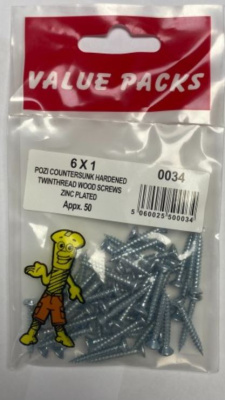 VALUE PACKS
6 X 1
0034
POZI COUNTERSUNK HARDENED
TWINTHREAD WOOD SCREWS
ZINC PLATED
Appx. 50
5 060025 500034